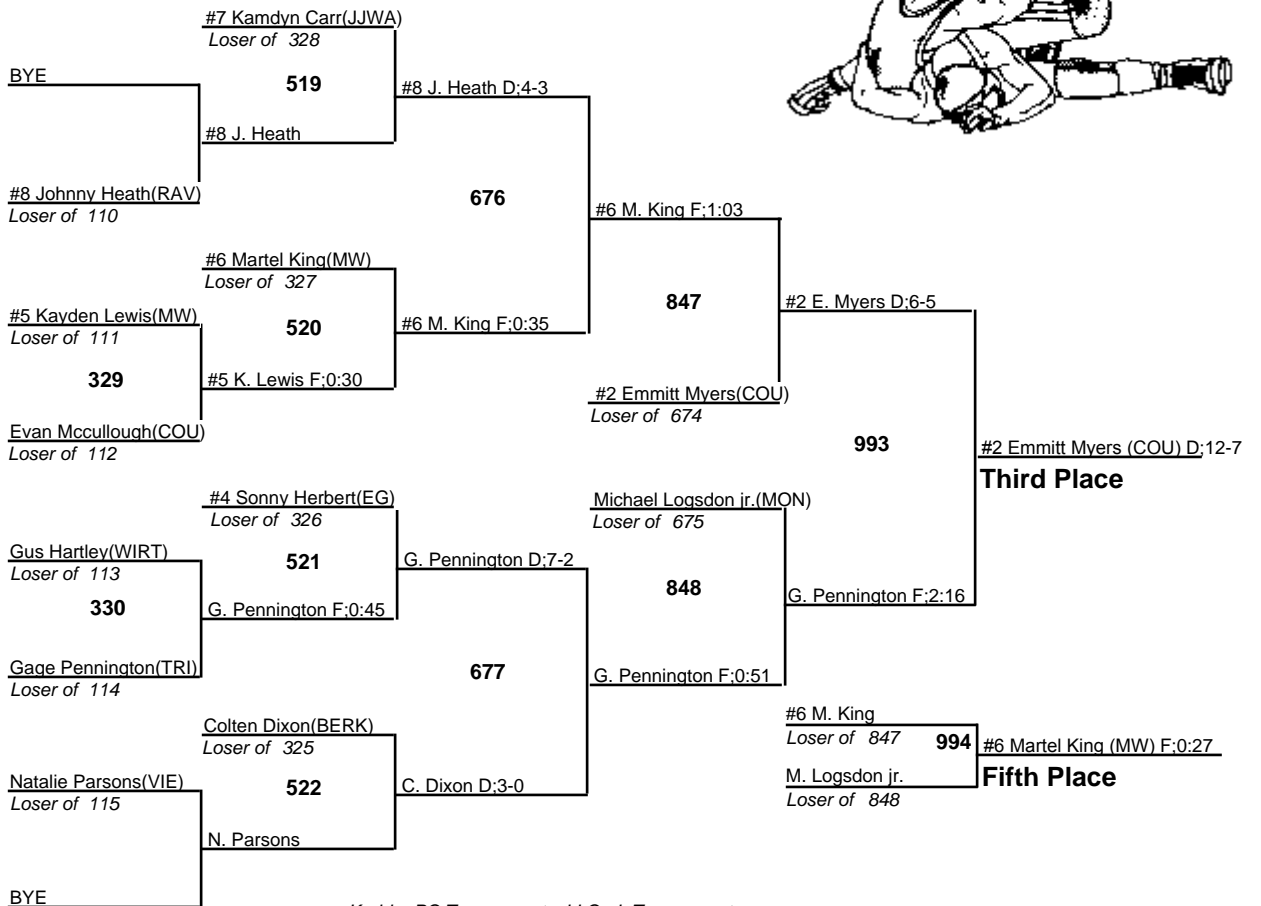 #7 Kamdyn Carr(JJWA)
Loser of 328
BYE
519
#8 J. Heath D;4-3
#8 J. Heath
#8 Johnny Heath(RAV)
Loser of 110
676
#6 M. King F;1:03
#6 Martel King(MW)
Loser of 327
#5 Kayden Lewis(MW)
Loser of 111
520
#6 M. King F;0:35
847
#2 E. Myers D;6-5
329
#5 K. Lewis F;0:30
#2 Emmitt Myers(COU)
Loser of 674
Evan Mccullough(COU)
Loser of 112
993
#2 Emmitt Myers (COU) D;12-7
Third Place
#4 Sonny Herbert(EG)
Loser of 326
Michael Logsdon jr.(MON)
Loser of 675
Gus Hartley(WIRT)
Loser of 113
521
G. Pennington D;7-2
848
330
G. Pennington F;0:45
G. Pennington F;2:16
Gage Pennington(TRI)
Loser of 114
677
G. Pennington F;0:51
Colten Dixon(BERK)
Loser of 325
#6 M. King
Loser of 847
994
#6 Martel King (MW) F;0:27
Fifth Place
Natalie Parsons(VIE)
Loser of 115
522
C. Dixon D;3-0
M. Logsdon jr.
Loser of 848
N. Parsons
BYE